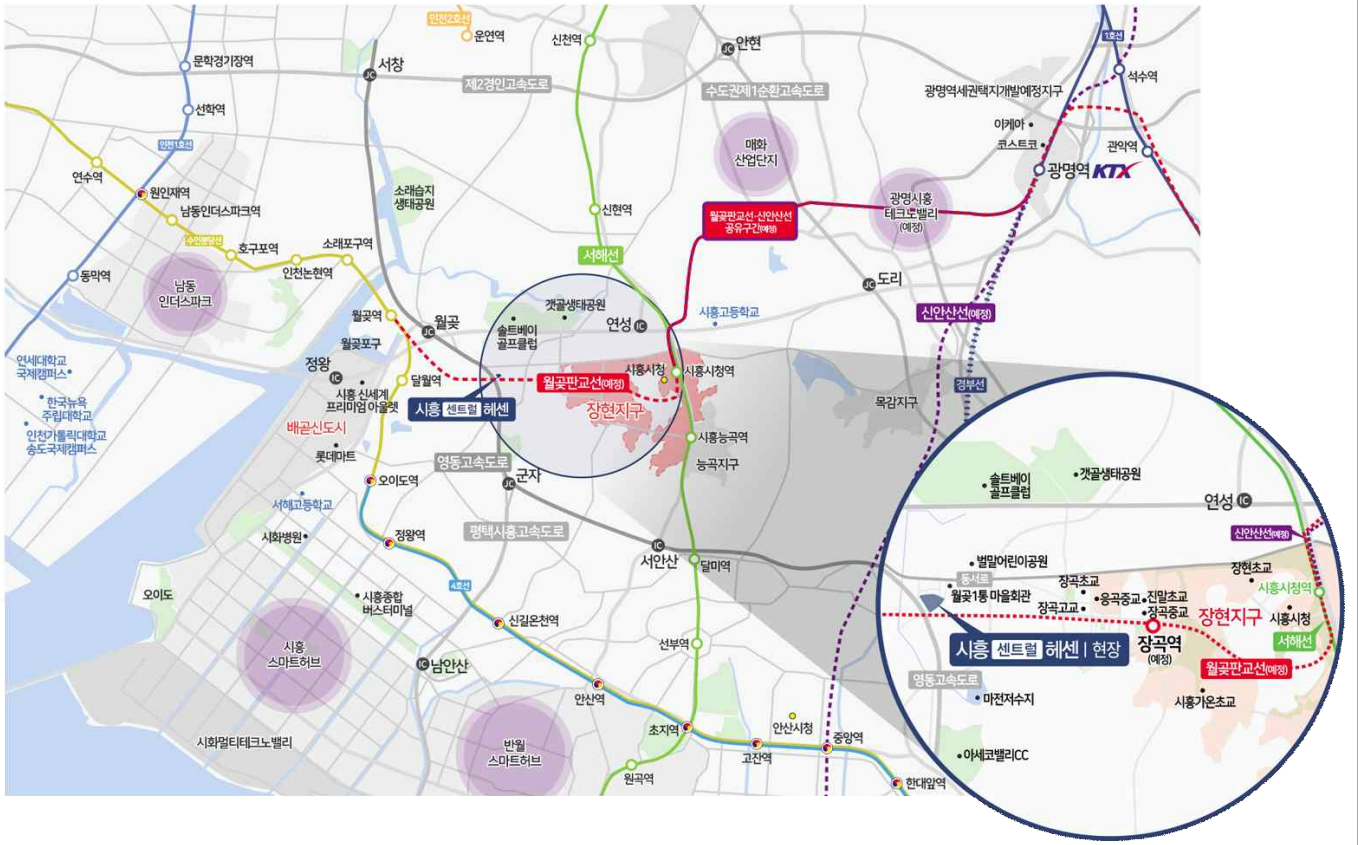 인천2호선
운연역
신천역
JC 안현
1호선
문학경기장역
JC 서창
제2경인고속도로
수도권제1순환고속도로
석수역
광명역세권택지개발예정지구
선학역
이케아
코스트코
관악역
인천1호선
매화
산업단지
연수역
원인재역
소래습지
생태공원
광명역 KTX
광명시흥
테크노밸리
(예정)
남동인더스파크역
신현역
월곶판교선·신안산선
공유구간(예정)
수인분당선
호구포역
소래포구역
서해선
인천논현역
동막역
남동
인더스파크
JC 도리
갯골생태공원
월곶역
JC 월곶
솔트베이
골프클럽
연성 IC
시흥고등학교
신안산선(예정)
월곶포구
연세대학교
국제캠퍼스
정왕
IC
달월역
시흥 신세계
프리미엄 아울렛
월곶판교선(예정)
시흥시청
시흥시청역
경부선
한국뉴욕
주립대학교
시흥 센트럴 헤센
장현지구
목감지구
인천가톨릭대학교
송도국제캠퍼스
배곧신도시
롯데마트
시흥능곡역
능곡지구
영동고속도로
JC 군자
오이도역
서해고등학교
시화병원
정왕역
평택시흥고속도로
IC
서안산
달미역
4호선
오이도
시흥종합
버스터미널
신길온천역
시흥
스마트허브
선부역
IC 남안산
안산역
시화멀티테크노밸리
반월
스마트허브
초지역
안산시청
고잔역
중앙역
원곡역
한대앞역
솔트베이
골프클럽
갯골생태공원
연성 IC
신안산선(예정)
벌말어린이공원
동서로
월곶1통 마을회관
장곡초교
장현초교
시흥시청역
응곡중교
진말초교
장곡고교
장곡중교
장현지구
시흥시청
시흥 센트럴 헤센 | 현장
장곡역
(예정)
서해선
월곶판교선(예정)
영동고속도로
마전저수지
시흥가온초교
아세코밸리CC